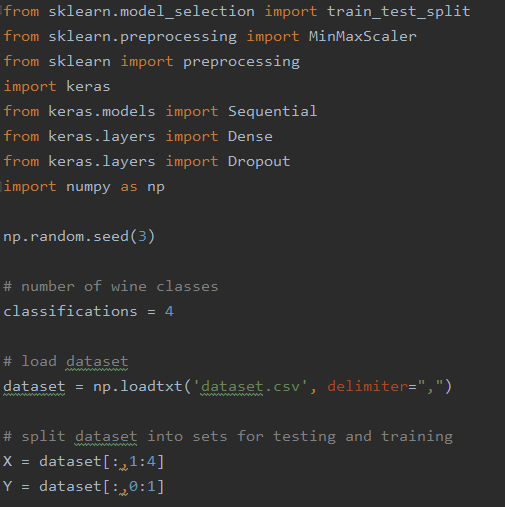 from sklearn.model_selection import train_test_split
from sklearn.preprocessing import MinMaxScaler
from sklearn import preprocessing
import keras
from keras.models import Sequential
from keras.layers import Dense
from keras.layers import Dropout
import numpy as np
np.random.seed(3)
# number of wine classes
classifications = 4
# load dataset
dataset = np.loadtxt('dataset.csv', delimiter=",")
# split dataset into sets for testing and training
X = dataset[:,1:4]
Y = dataset[:,0:1]